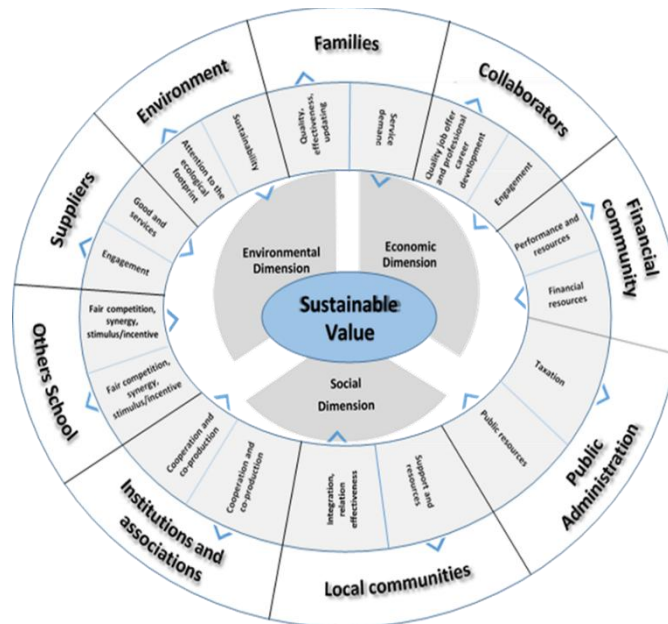 Families
Collaborators
Financial
community
Public
Administration
Local communities
Institutions and
associations
Others School
Suppliers
Environment
Quality,
effectiveness,
updating
Service
demane
Quality job offer
and professional
career
development
Engagement
Performance and
resources
Financial
resources
Taxation
Public resources
Support and
resources
Integration,
relation
effectiveness
Cooperation and
co-production
Cooperation and
co-production
Fair competition,
synergy,
stimulus/incentive
Fair competition,
synergy,
stimulus/incentive
Engagement
Good and
services
Attention to the
ecological
footprint
Sustainability
Environmental
Dimension
Economic
Dimension
Sustainable
Value
Social
Dimension